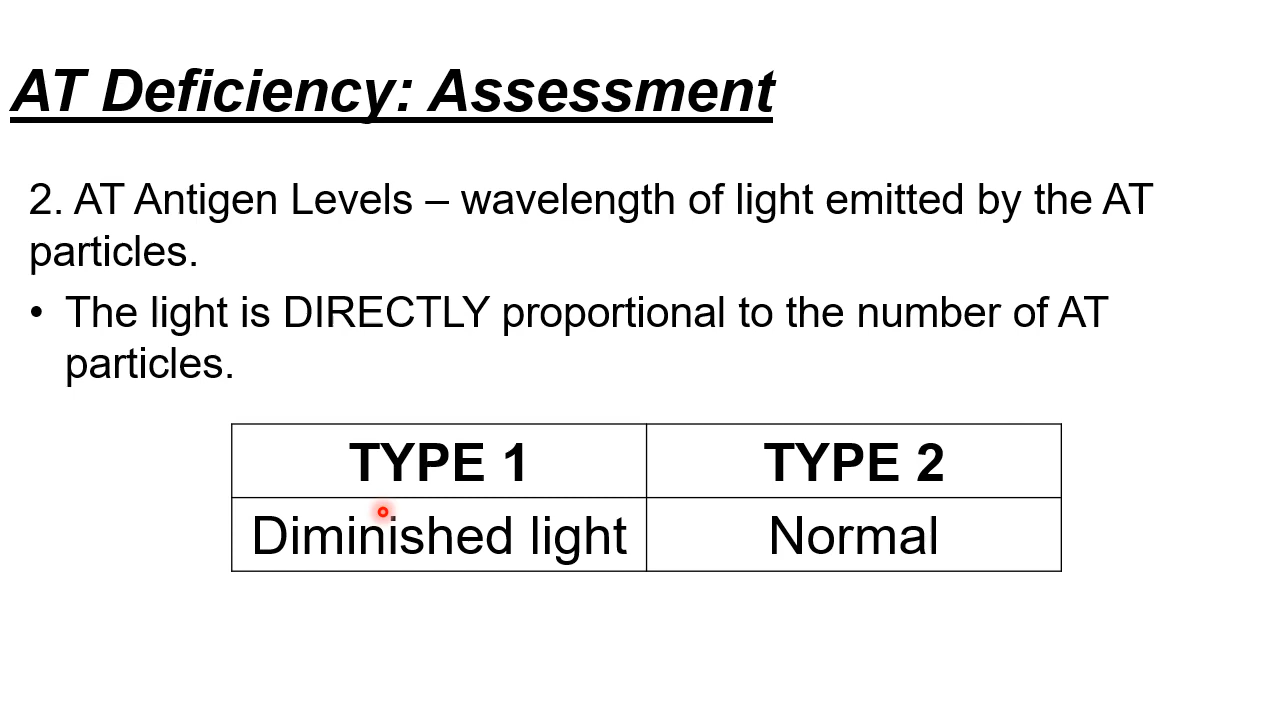 AT Deficiency: Assessment
2. AT Antigen Levels – wavelength of light emitted by the AT
particles.
• The light is DIRECTLY proportional to the number of AT
particles.
TYPE 1 TYPE 2
Diminished light Normal